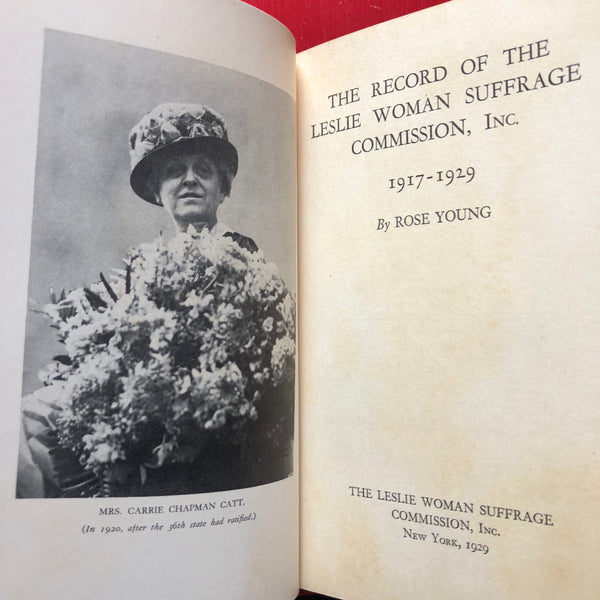 MRS. CARRIE CHAPMAN CATT.
(In 1920, after the 36th state had ratified.)
THE RECORD OF THE
LESLIE WOMAN SUFFRAGE
COMMISSION, INC.
1917-1929
By ROSE YOUNG
THE LESLIE WOMAN SUFFRAGE
COMMISSION, INC.
NEW YORK, 1929